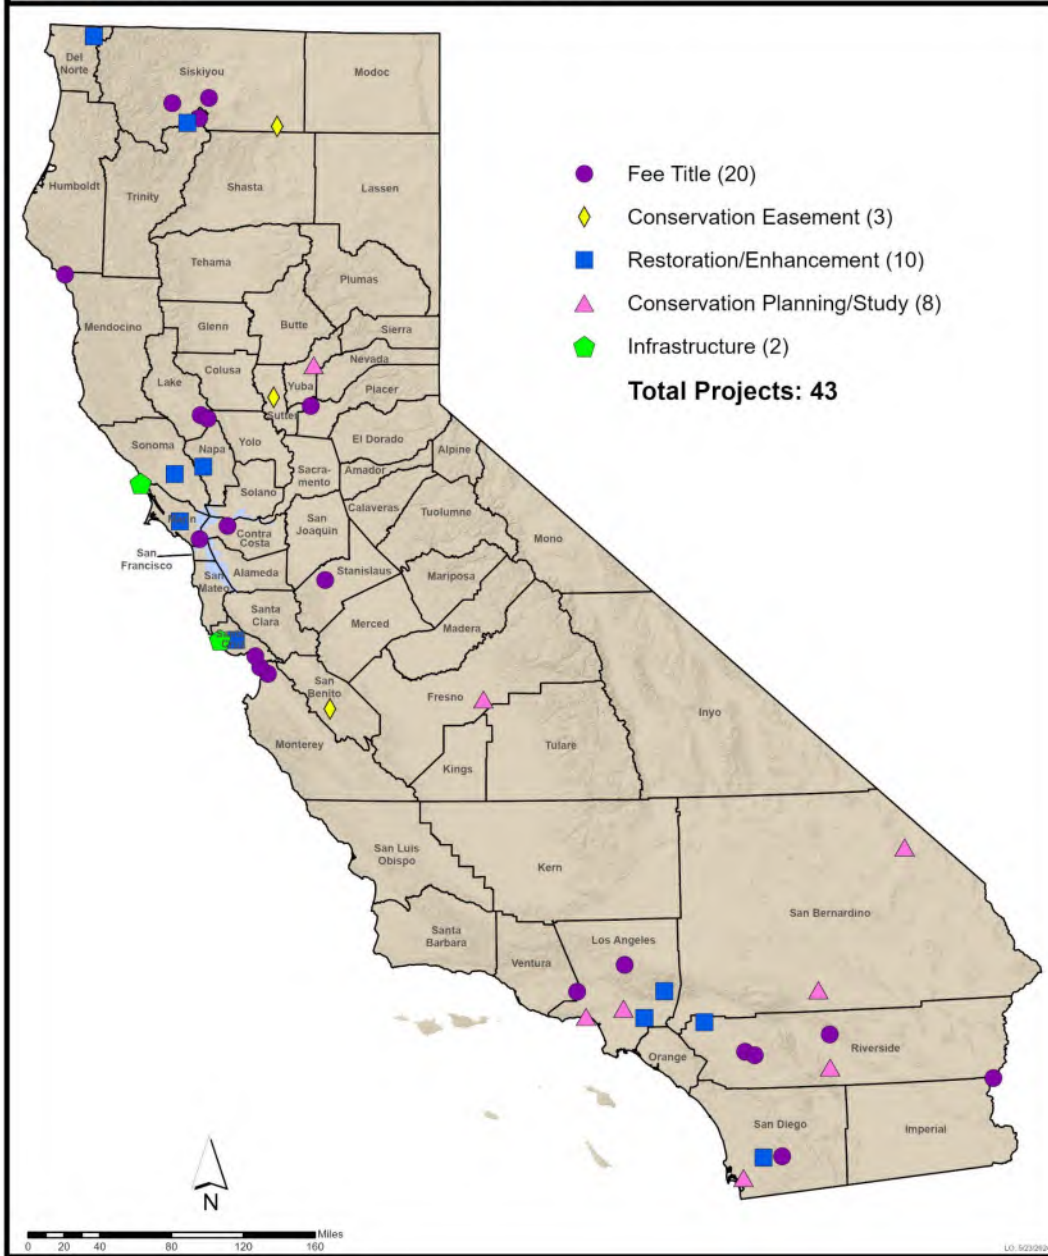 Del
Norte
Siskiyou
Modoc
Humboldt
Trinity
Shasta
Lassen
Tehama
Plumas
Mendocino
Glenn
Butte
Sierra
Lake
Colusa
Yuba
Nevada
Sutter
Placer
Sonoma
Napa
Yolo
El Dorado
Alpine
Sacra-
mento
Amador
Solano
Calaveras
Tuolumne
San
Joaquin
Contra
Costa
Mono
San
Francisco
San
Mateo
Alameda
Stanislaus
Mariposa
Santa
Clara
Merced
Madera
San
Benito
Fresno
Inyo
Monterey
Kings
Tulare
San Luis
Obispo
Kern
San Bernardino
Santa
Barbara
Ventura
Los Angeles
Orange
Riverside
San Diego
Imperial
Fee Title (20)
Conservation Easement (3)
Restoration/Enhancement (10)
Conservation Planning/Study (8)
Infrastructure (2)
Total Projects: 43
N
Miles
0 20 40 80 120 160